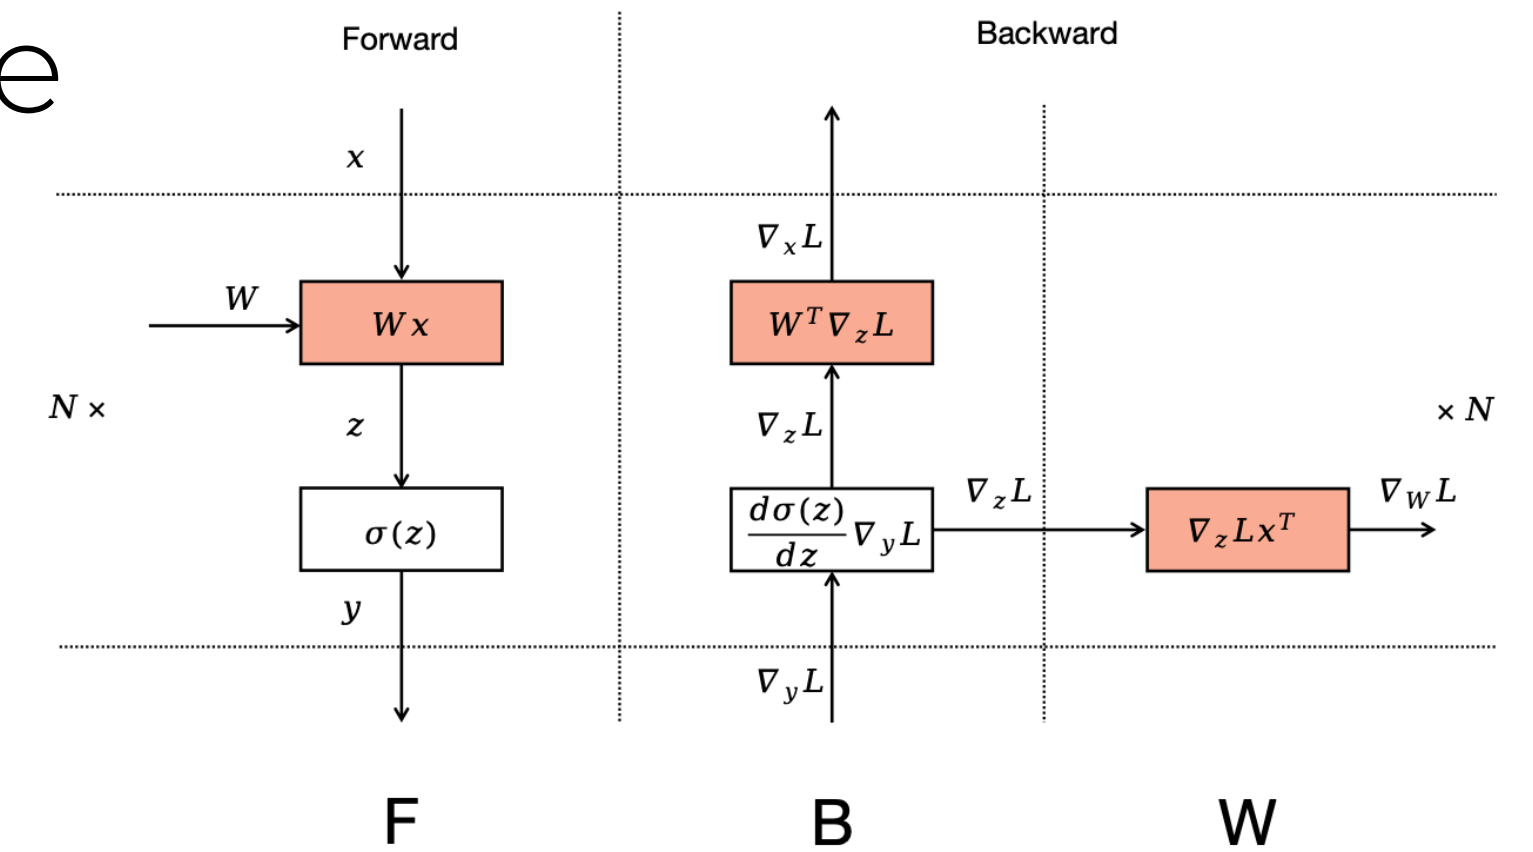 e
Forward
Backward
x
∇ₓL
W
Wx
Wᵀ∇_zL
N ×
z
∇_zL
× N
σ(z)
dσ(z)/dz ∇_yL
∇_zL
∇_zLxᵀ
∇_WL
y
∇_yL
F
B
W